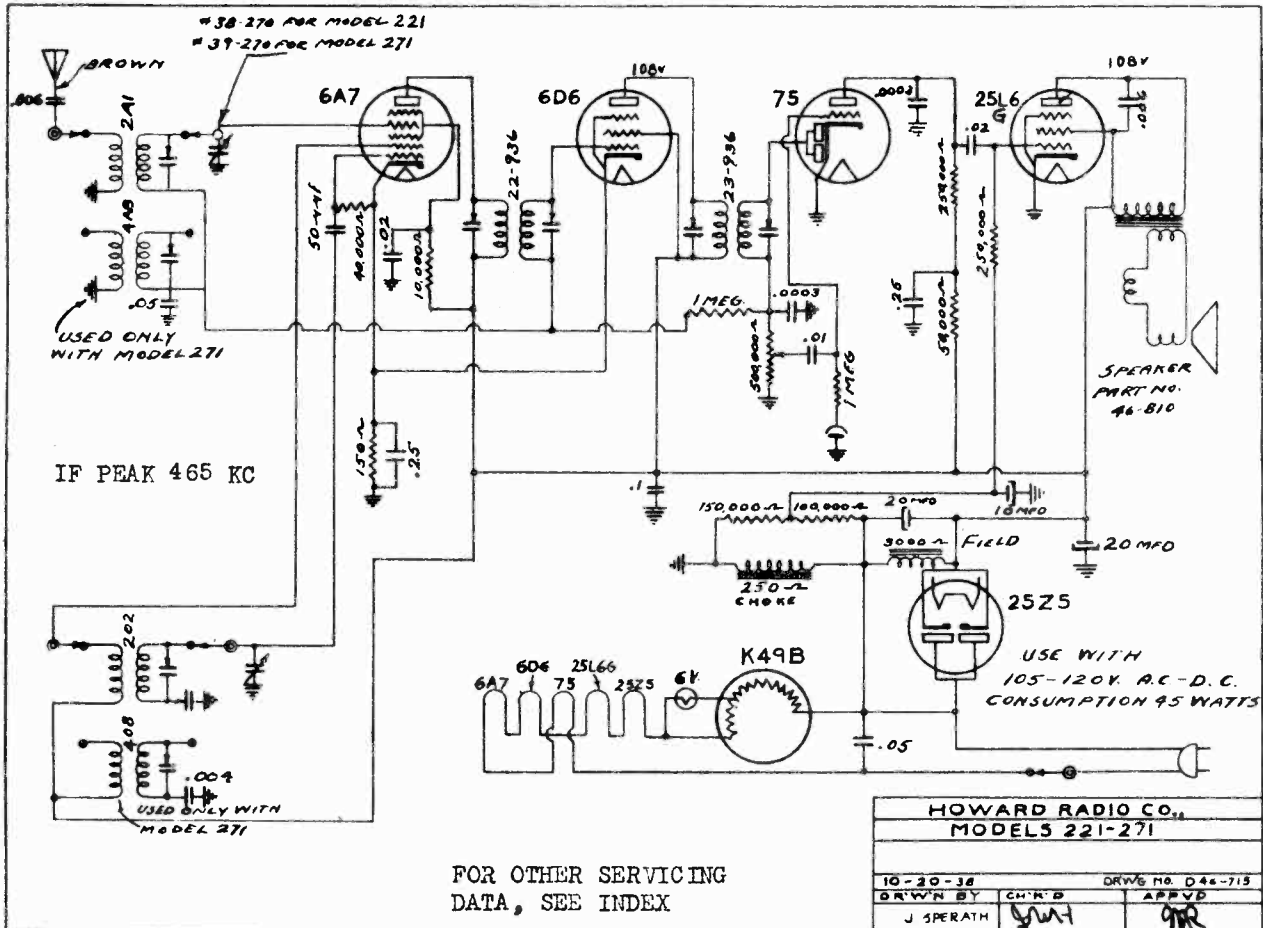 #38-270 FOR MODEL 221
#39-270 FOR MODEL 271
BROWN
.006
2A1
4A8
.05
USED ONLY
WITH MODEL 271
6A7
6D6
108V
75
.0003
25L6
G
108V
.006
.02
22-936
23-936
50 MMF
40,000Ω
.02
10,000Ω
250,000Ω
250,000Ω
.25
50,000Ω
1 MEG.
.0003
.01
500,000Ω
1 MEG
SPEAKER
PART NO.
46-810
150Ω
.25
IF PEAK 465 KC
.1
150,000Ω
100,000Ω
20 MFD
10 MFD
3000Ω
FIELD
20 MFD
250Ω
CHOKE
25Z5
202
408
.004
USED ONLY WITH
MODEL 271
6A7
6D6
75
25L6G
25Z5
6V.
K49B
.05
USE WITH
105-120V. A.C-D.C.
CONSUMPTION 45 WATTS
HOWARD RADIO CO.,
MODELS 221-271
10-20-38
DRWG NO. D46-715
DR'W'N BY
CH'K'D
APPVD
J SPERATH
FOR OTHER SERVICING
DATA, SEE INDEX